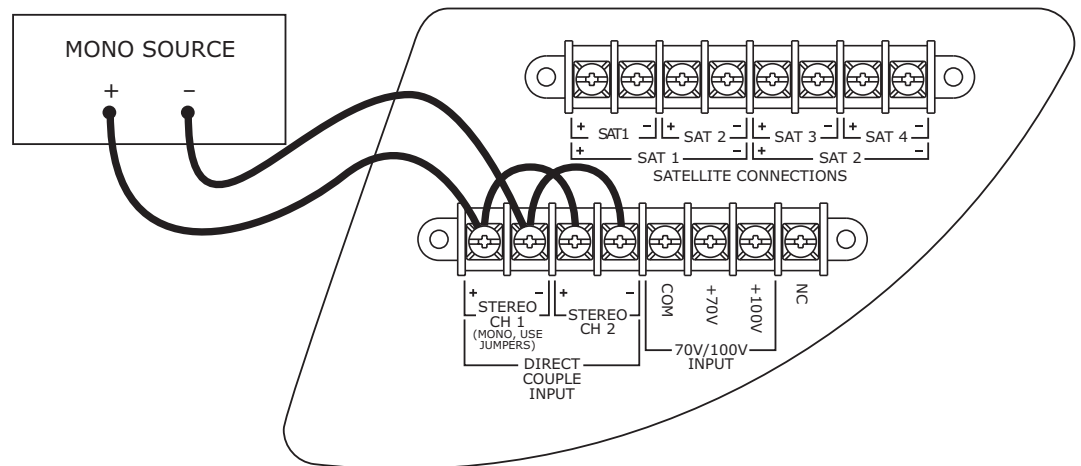 MONO SOURCE
+ −
+ SAT1 − + SAT 2 − + SAT 3 − + SAT 4 −
+ SAT 1 − + SAT 2 −
SATELLITE CONNECTIONS
+ − + −
STEREO
CH 1
(MONO, USE
JUMPERS)
STEREO
CH 2
DIRECT
COUPLE
INPUT
COM
+70V
+100V
NC
70V/100V
INPUT